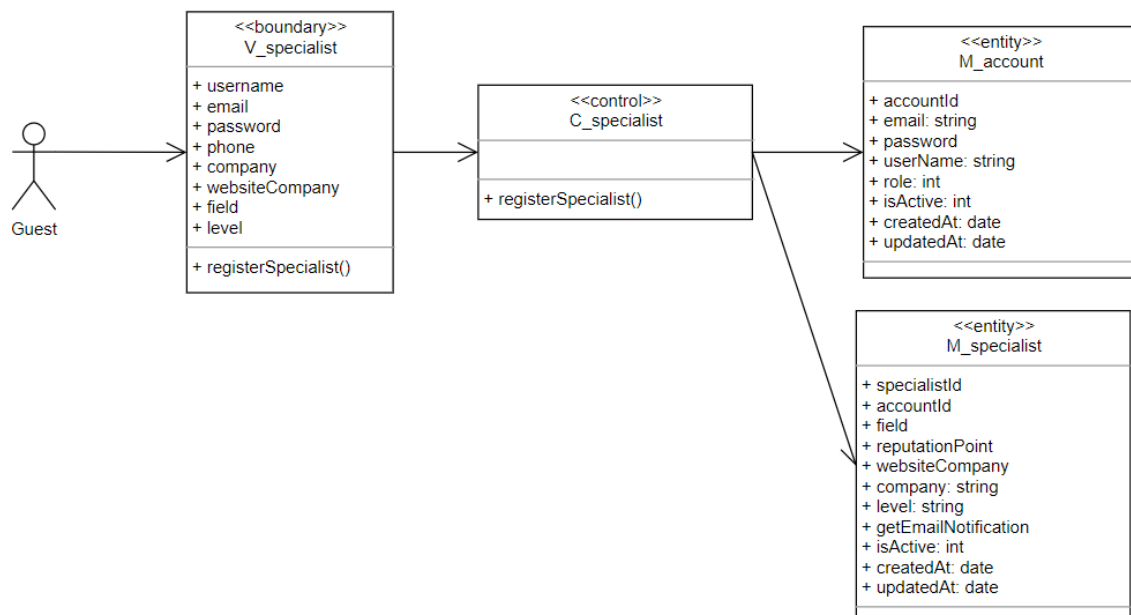 Guest
<<boundary>>
V_specialist
+ username
+ email
+ password
+ phone
+ company
+ websiteCompany
+ field
+ level
+ registerSpecialist()
<<control>>
C_specialist
+ registerSpecialist()
<<entity>>
M_account
+ accountId
+ email: string
+ password
+ userName: string
+ role: int
+ isActive: int
+ createdAt: date
+ updatedAt: date
<<entity>>
M_specialist
+ specialistId
+ accountId
+ field
+ reputationPoint
+ websiteCompany
+ company: string
+ level: string
+ getEmailNotification
+ isActive: int
+ createdAt: date
+ updatedAt: date